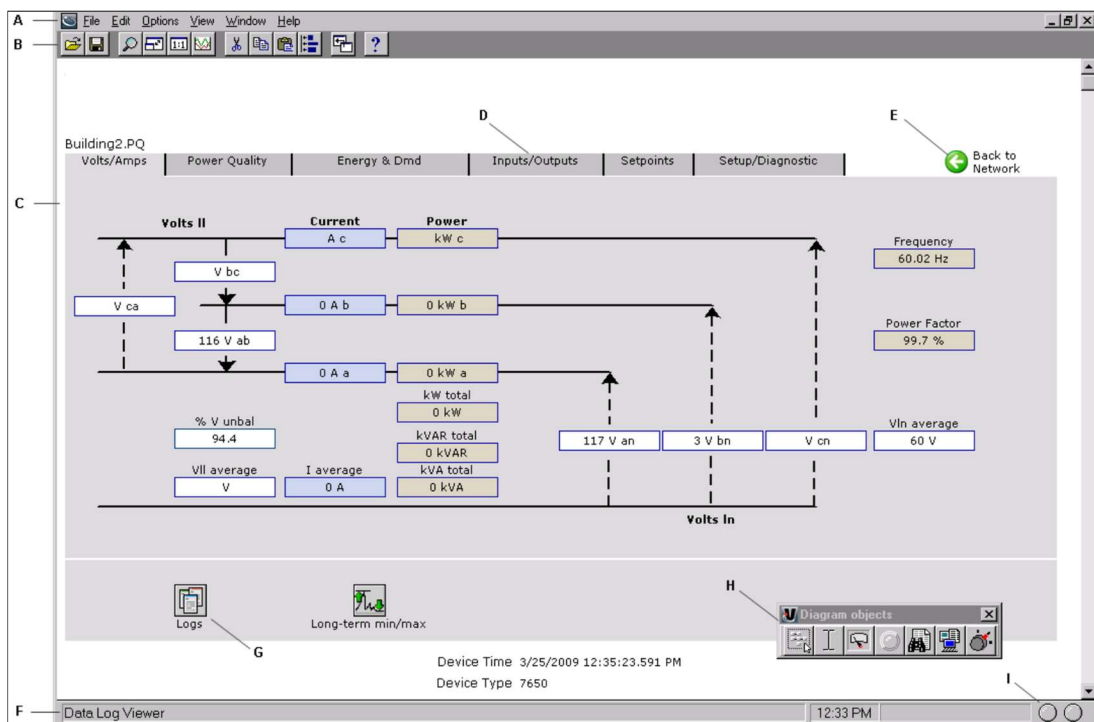 A
File Edit Options View Window Help
B
1:1
?
D
E
Building2.PQ
Volts/Amps Power Quality Energy & Dmd Inputs/Outputs Setpoints Setup/Diagnostic
Back to
Network
C
Volts ll Current Power
A c kW c
Frequency
60.02 Hz
V bc
V ca
0 A b 0 kW b
Power Factor
99.7 %
116 V ab
0 A a 0 kW a
kW total
0 kW
% V unbal
94.4
kVAR total
0 kVAR
117 V an 3 V bn V cn
Vln average
60 V
Vll average I average kVA total
V 0 A 0 kVA
Volts ln
H
Diagram objects
Logs Long-term min/max
G
Device Time 3/25/2009 12:35:23.591 PM
Device Type 7650
I
F
Data Log Viewer 12:33 PM